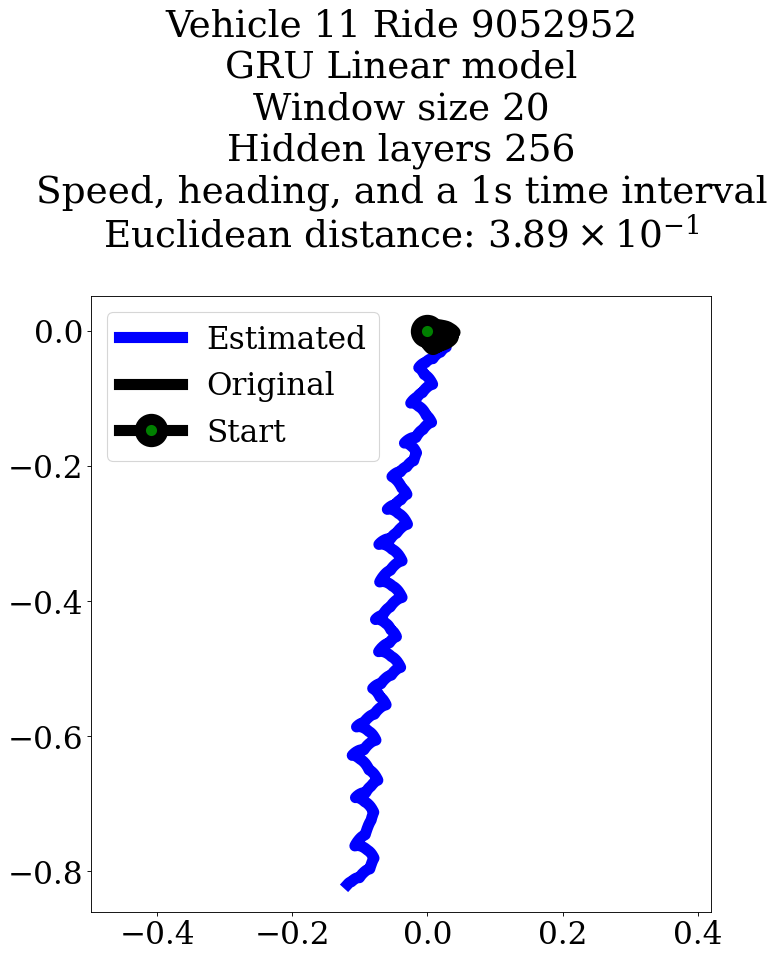 Vehicle 11 Ride 9052952
GRU Linear model
Window size 20
Hidden layers 256
Speed, heading, and a 1s time interval
Euclidean distance: 3.89 × 10⁻¹
Estimated
Original
Start
0.0
−0.2
−0.4
−0.6
−0.8
−0.4 −0.2 0.0 0.2 0.4